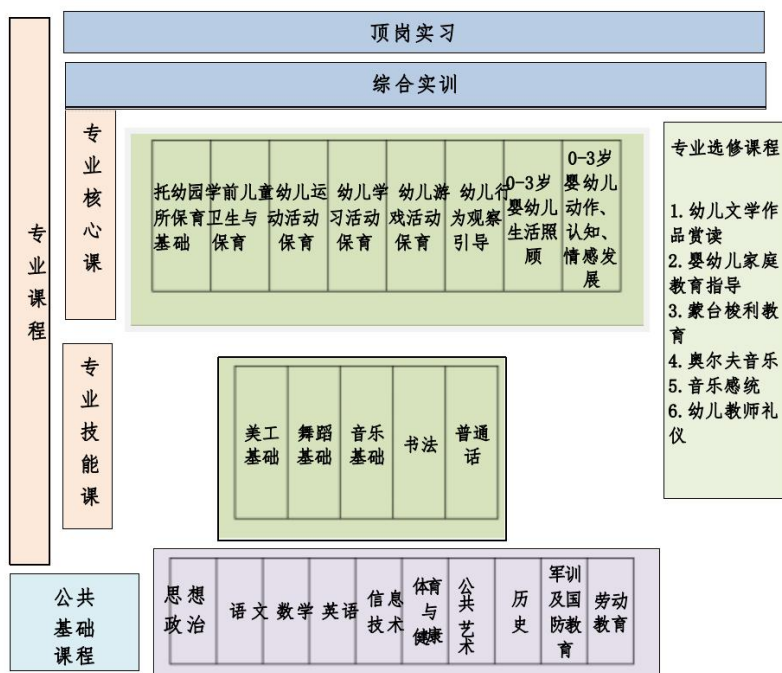 顶岗实习
综合实训
专业课程
专业核心课
托幼园
所保育
基础
学前儿童
卫生与
保育
幼儿运
动活动
保育
幼儿学
习活动
保育
幼儿游
戏活动
保育
幼儿行
为观察
引导
0-3岁
婴幼儿
生活照
顾
0-3岁
婴幼儿
动作、
认知、
情感发
展
专业选修课程
1.幼儿文学作
品赏读
2.婴幼儿家庭
教育指导
3.蒙台梭利教
育
4.奥尔夫音乐
5.音乐感统
6.幼儿教师礼
仪
专业技能课
美工
基础
舞蹈
基础
音乐
基础
书法
普通
话
公共
基础
课程
思想
政治
语文
数学
英语
信息
技术
体育
与
健康
公共
艺术
历
史
军训
及国
防教
育
劳动
教育